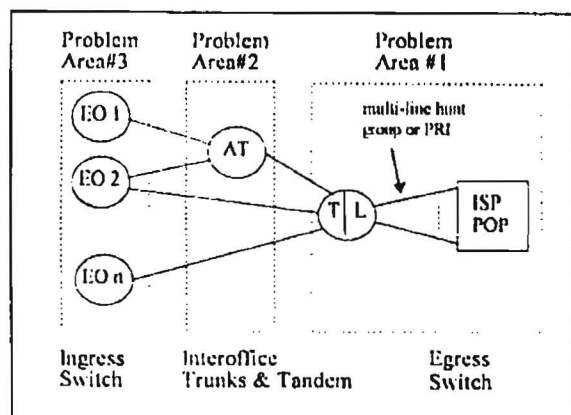 Problem Area#3
Problem Area#2
Problem Area #1
multi-line hunt group or PRI
EO 1
EO 2
EO n
AT
T L
ISP POP
Ingress Switch
Interoffice Trunks & Tandem
Egress Switch